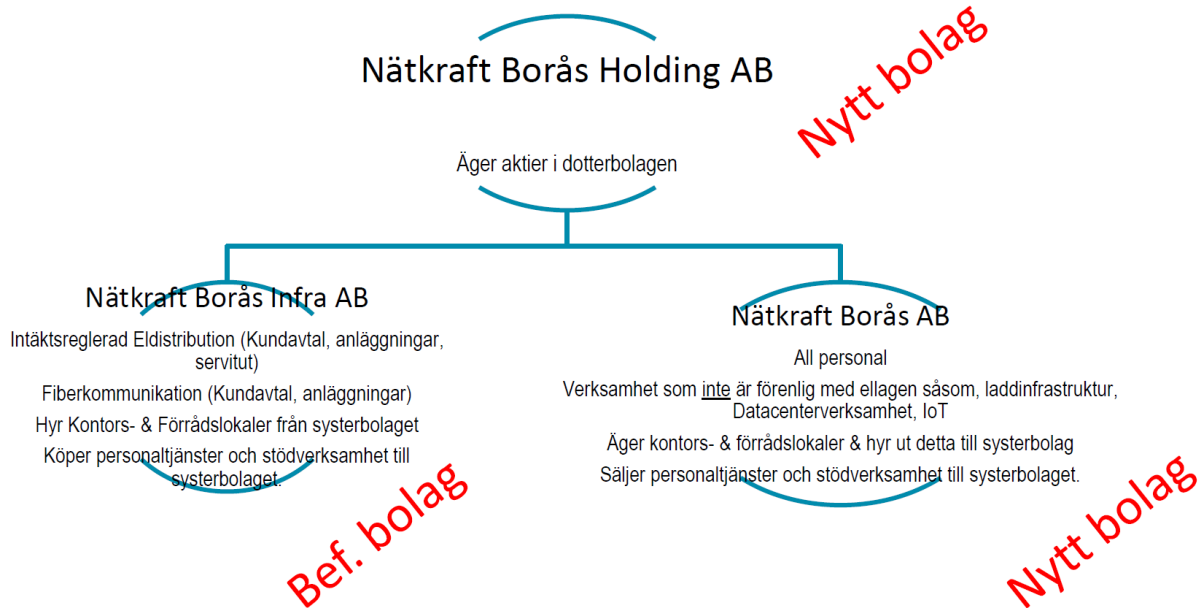 Nätkraft Borås Holding AB
Nytt bolag
Äger aktier i dotterbolagen
Nätkraft Borås Infra AB
Intäktsreglerad Eldistribution (Kundavtal, anläggningar,
servitut)
Fiberkommunikation (Kundavtal, anläggningar)
Hyr Kontors- & Förrådslokaler från systerbolaget
Köper personaltjänster och stödverksamhet till
systerbolaget.
Bef. bolag
Nätkraft Borås AB
All personal
Verksamhet som inte är förenlig med ellagen såsom, laddinfrastruktur,
Datacenterverksamhet, IoT
Äger kontors- & förrådslokaler & hyr ut detta till systerbolag
Säljer personaltjänster och stödverksamhet till systerbolaget.
Nytt bolag